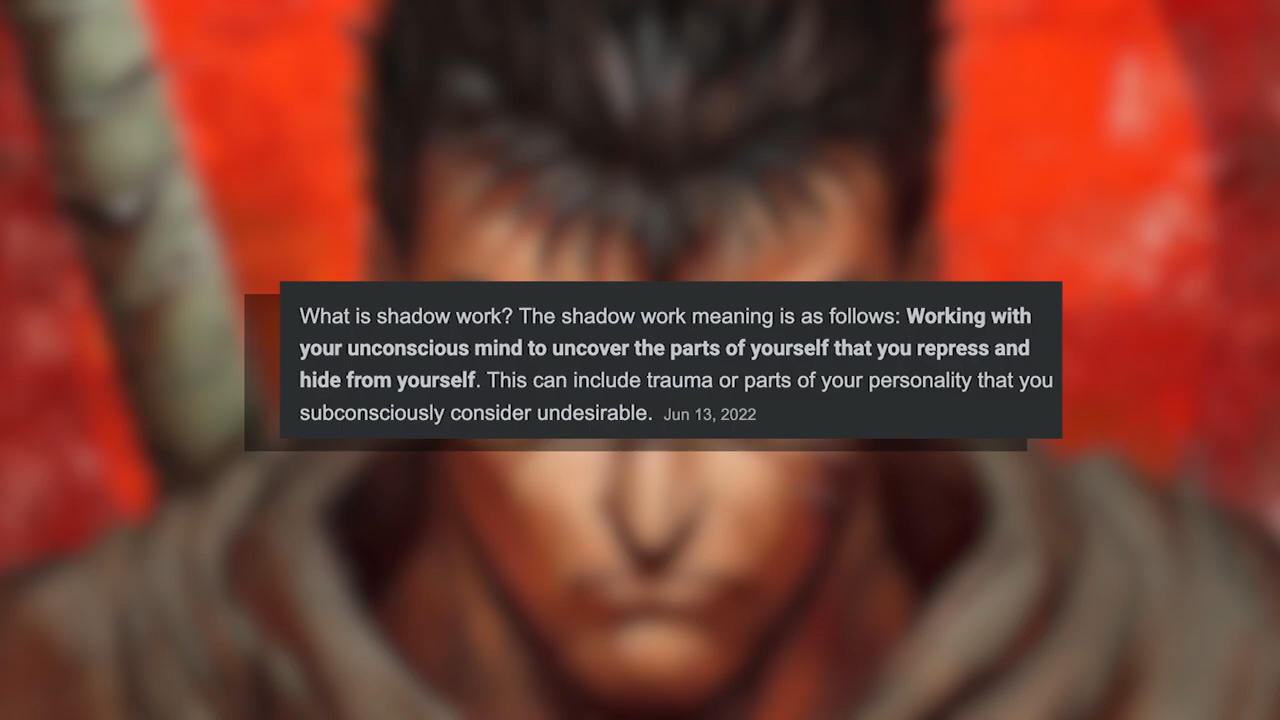 What is shadow work? The shadow work meaning is as follows: Working with
your unconscious mind to uncover the parts of yourself that you repress and
hide from yourself. This can include trauma or parts of your personality that you
subconsciously consider undesirable. Jun 13, 2022